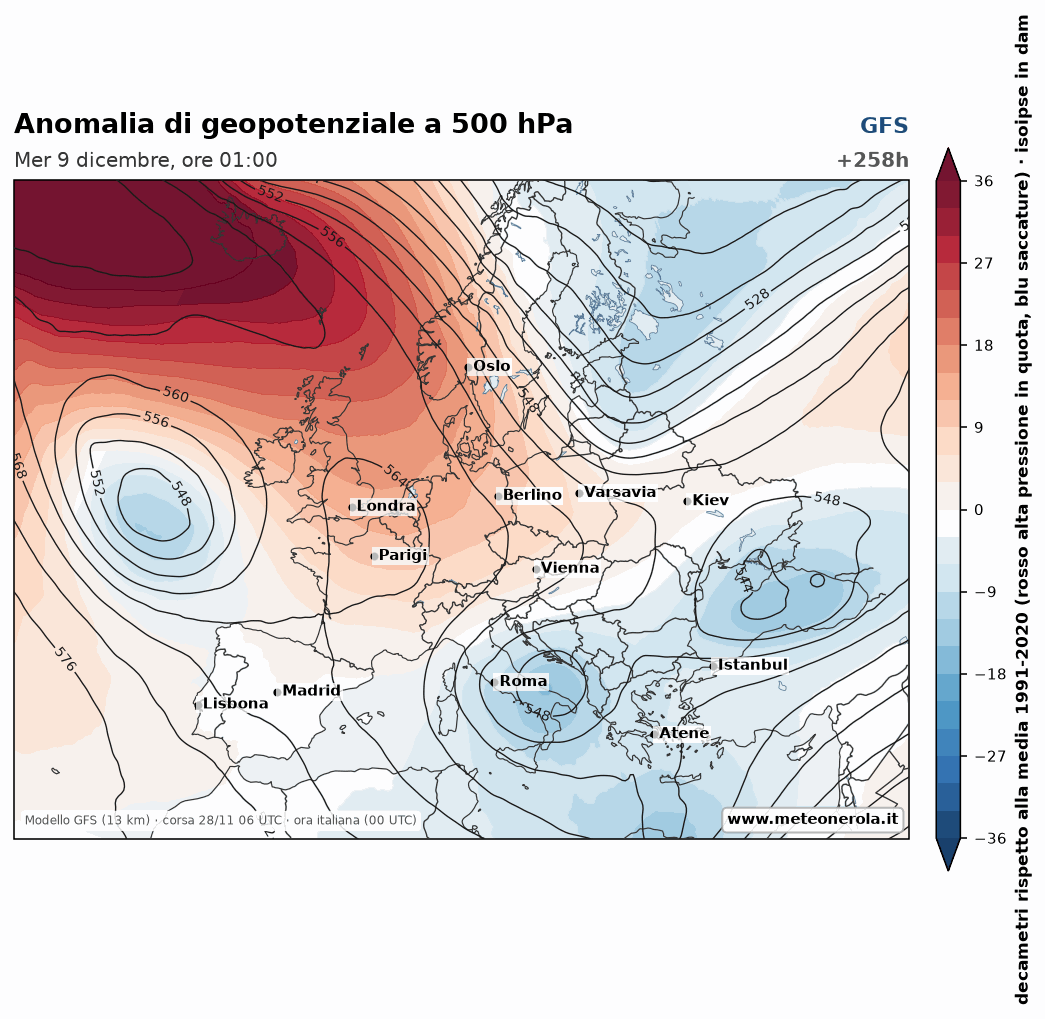 Anomalia di geopotenziale a 500 hPa
GFS
Mer 9 dicembre, ore 01:00
+258h
552
556
528
Oslo
548
560
556
568
552
548
564
Londra
Berlino
Varsavia
Kiev
548
Parigi
Vienna
544
576
Roma
Istanbul
Madrid
Lisbona
548
Atene
Modello GFS (13 km) · corsa 28/11 06 UTC · ora italiana (00 UTC)
www.meteonerola.it
36
27
18
9
0
−9
−18
−27
−36
decametri rispetto alla media 1991-2020 (rosso alta pressione in quota, blu saccature) · isoipse in dam